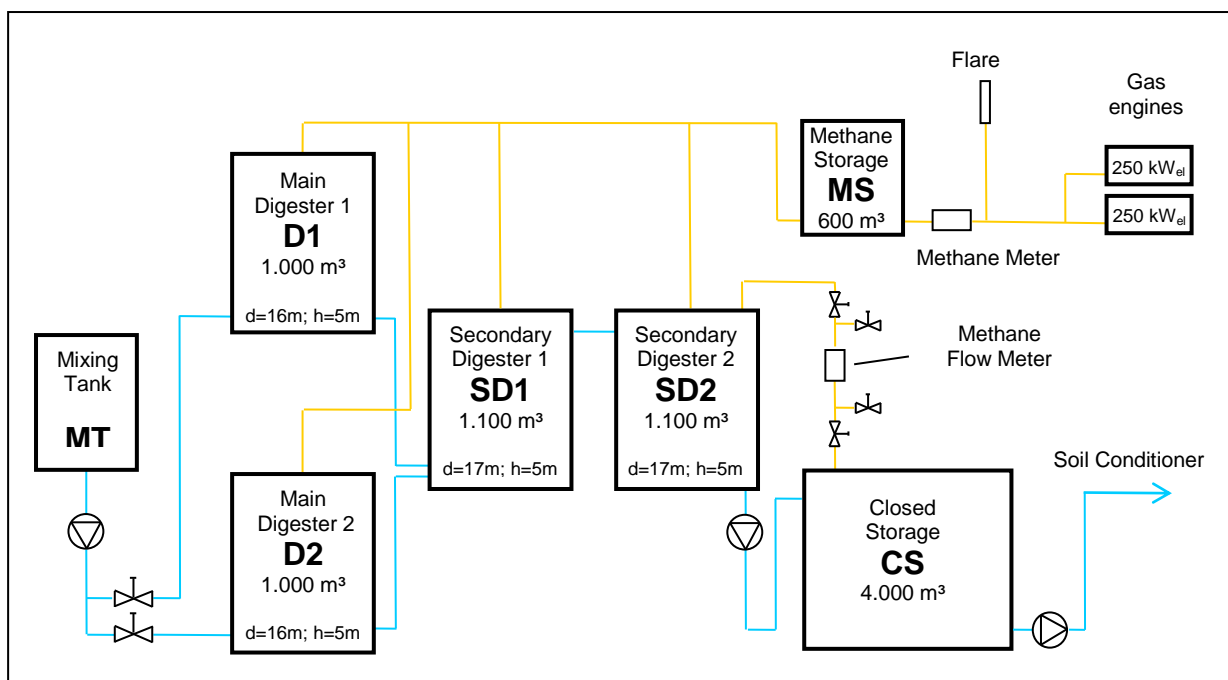 Flare
Gas
engines
250 kWel
250 kWel
Methane
Storage
MS
600 m³
Methane Meter
Main
Digester 1
D1
1.000 m³
d=16m; h=5m
Mixing
Tank
MT
Secondary
Digester 1
SD1
1.100 m³
d=17m; h=5m
Secondary
Digester 2
SD2
1.100 m³
d=17m; h=5m
Methane
Flow Meter
Main
Digester 2
D2
1.000 m³
d=16m; h=5m
Closed
Storage
CS
4.000 m³
Soil Conditioner